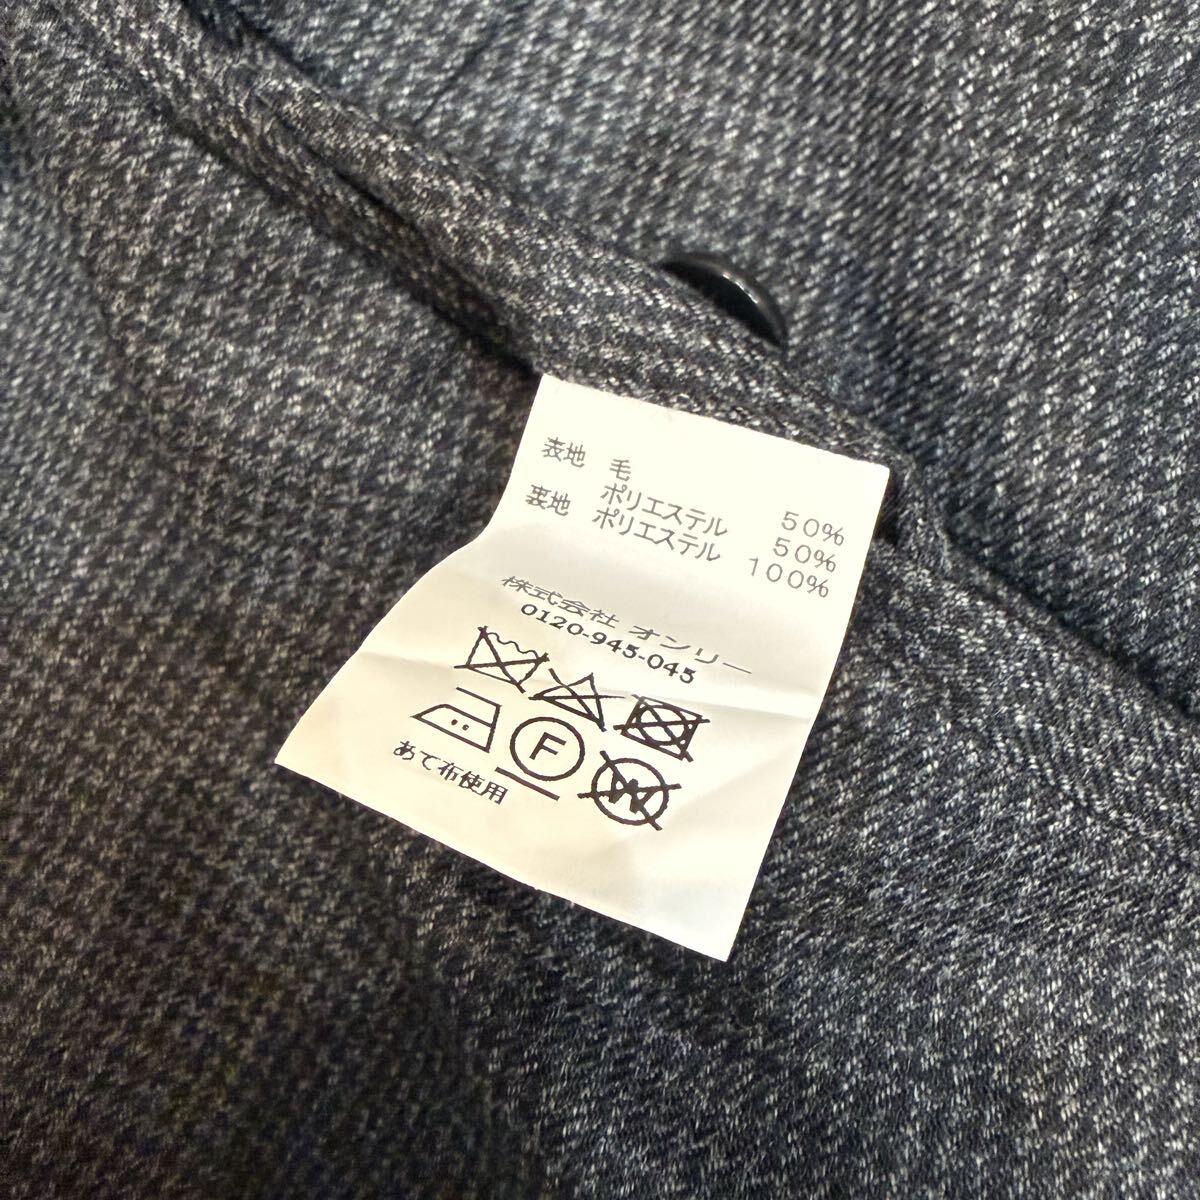 表地 毛 50%
ポリエステル 50%
裏地 ポリエステル 100%
株式会社 オンリー
0120-945-045
F
W
あて布使用